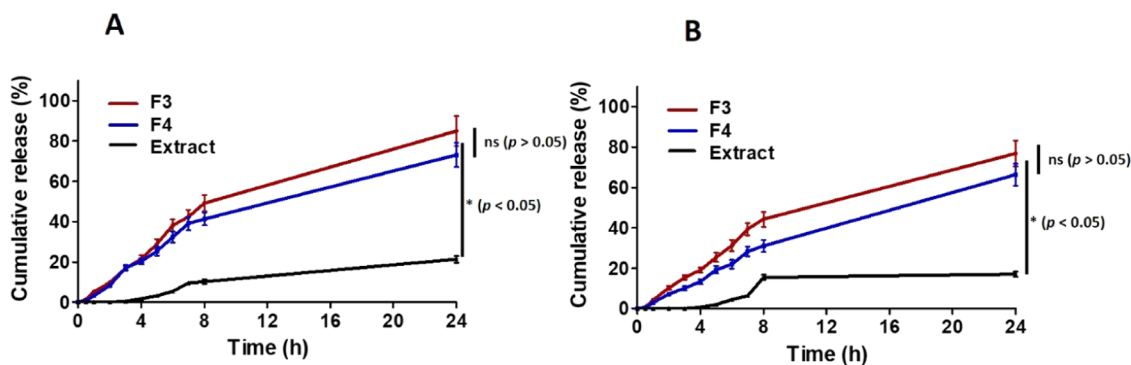 A
Cumulative release (%)
100
80
60
40
20
0
F3
F4
Extract
ns (p > 0.05)
* (p < 0.05)
0 4 8 12 16 20 24
Time (h)
B
Cumulative release (%)
100
80
60
40
20
0
F3
F4
Extract
ns (p > 0.05)
* (p < 0.05)
0 4 8 12 16 20 24
Time (h)